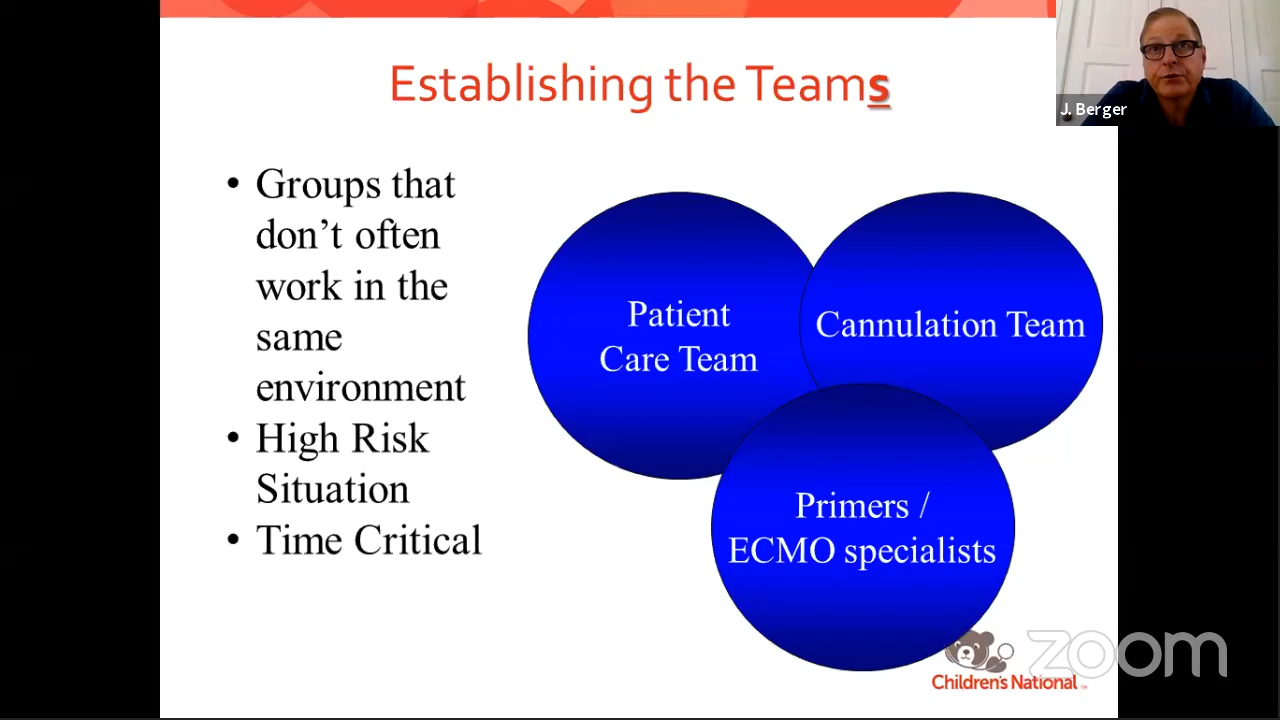 Establishing the Teams
J. Berger
• Groups that
don’t often
work in the
same
environment
• High Risk
Situation
• Time Critical
Patient
Care Team
Cannulation Team
Primers /
ECMO specialists
Children's National ™
zoom